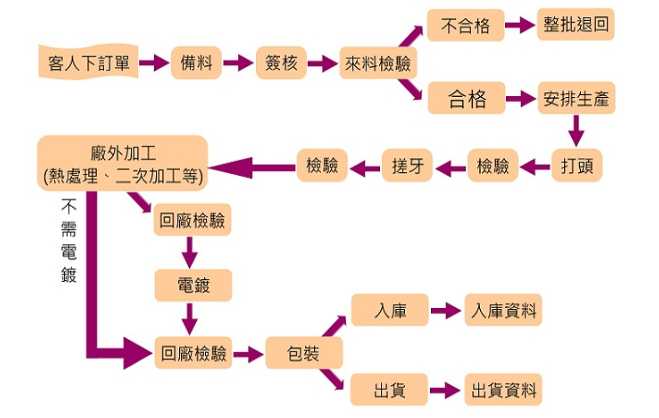 客人下訂單
備料
簽核
來料檢驗
不合格
整批退回
合格
安排生產
打頭
檢驗
搓牙
檢驗
廠外加工
(熱處理、二次加工等)
不需電鍍
回廠檢驗
電鍍
回廠檢驗
包裝
入庫
入庫資料
出貨
出貨資料